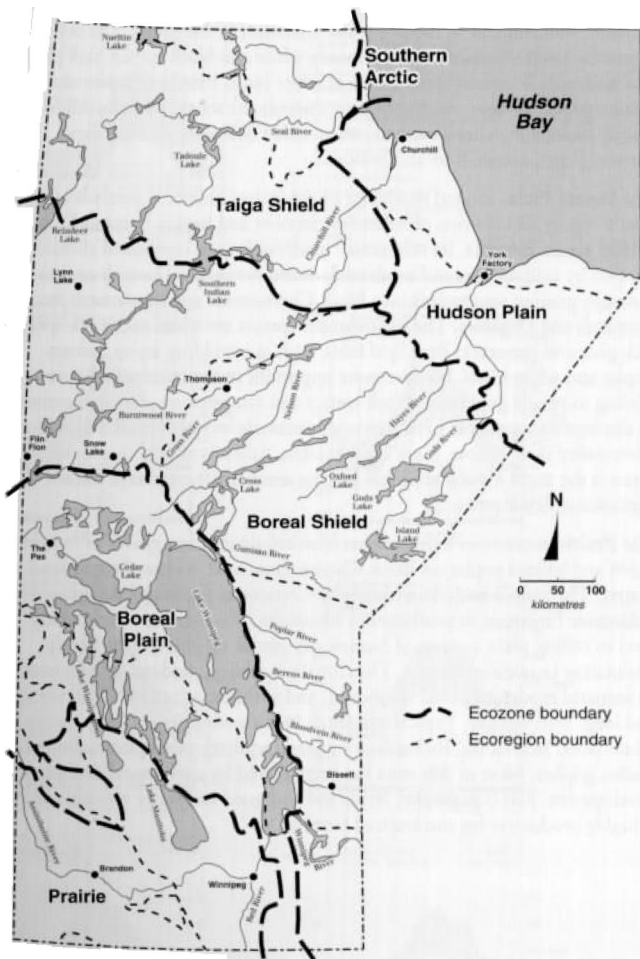 Nueltin
Lake
Southern
Arctic
Hudson
Bay
Seal River
Churchill
Tadoule
Lake
Taiga Shield
Churchill River
Reindeer
Lake
York
Factory
Lynn
Lake
Southern
Indian
Lake
Hudson Plain
Thompson
Nelson River
Burntwood River
Grass River
Hayes River
Gods River
Flin
Flon
Snow
Lake
Cross
Lake
Oxford
Lake
Gods
Lake
Boreal Shield
Island
Lake
N
The
Pas
Gunisao River
0 50 100
kilometres
Cedar
Lake
Lake Winnipeg
Boreal
Plain
Poplar River
Berens River
Lake Winnipegosis
Bloodvein River
Ecozone boundary
Ecoregion boundary
Bissett
Lake Manitoba
Assiniboine River
Winnipeg
River
Brandon
Winnipeg
Prairie
Red River